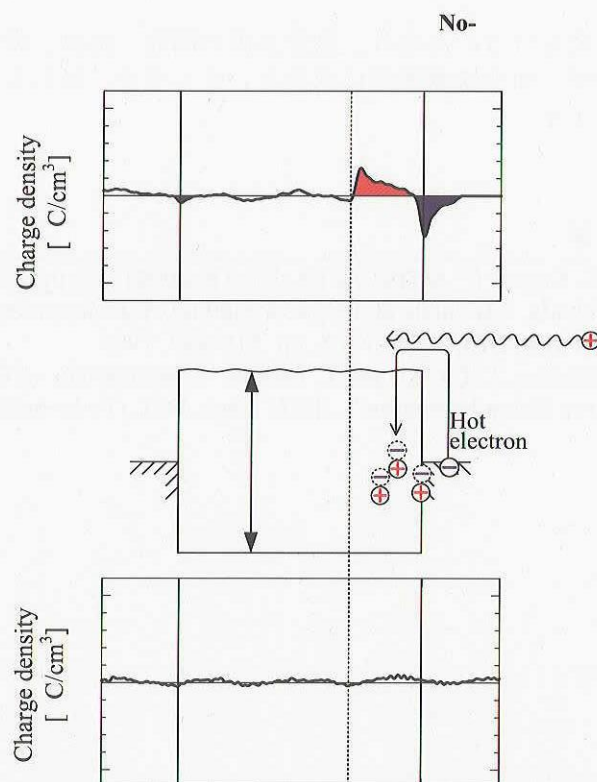 No-
Charge density
[ C/cm³]
Hot
electron
Charge density
[ C/cm³]